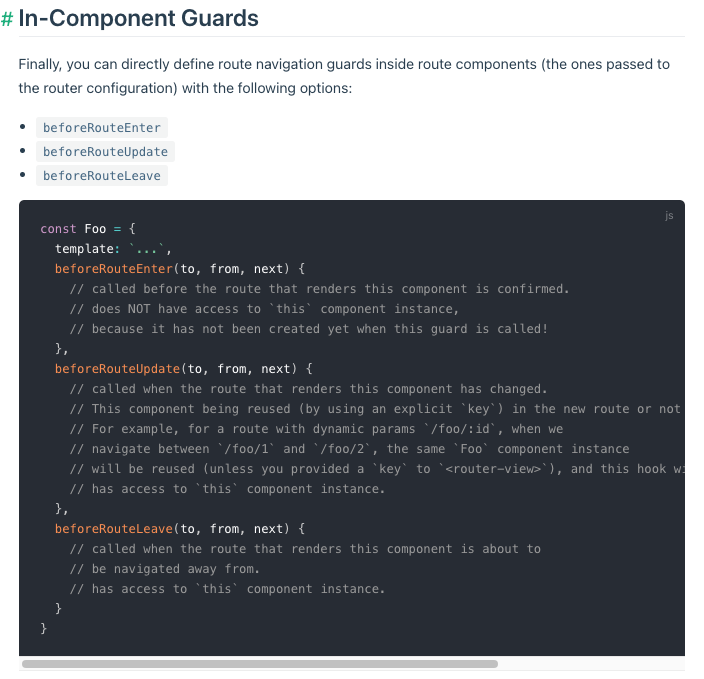 # In-Component Guards
Finally, you can directly define route navigation guards inside route components (the ones passed to
the router configuration) with the following options:
• beforeRouteEnter
• beforeRouteUpdate
• beforeRouteLeave
js
const Foo = {
  template: `...`,
  beforeRouteEnter(to, from, next) {
    // called before the route that renders this component is confirmed.
    // does NOT have access to `this` component instance,
    // because it has not been created yet when this guard is called!
  },
  beforeRouteUpdate(to, from, next) {
    // called when the route that renders this component has changed.
    // This component being reused (by using an explicit `key`) in the new route or not
    // For example, for a route with dynamic params `/foo/:id`, when we
    // navigate between `/foo/1` and `/foo/2`, the same `Foo` component instance
    // will be reused (unless you provided a `key` to `<router-view>`), and this hook
    // has access to `this` component instance.
  },
  beforeRouteLeave(to, from, next) {
    // called when the route that renders this component is about to
    // be navigated away from.
    // has access to `this` component instance.
  }
}